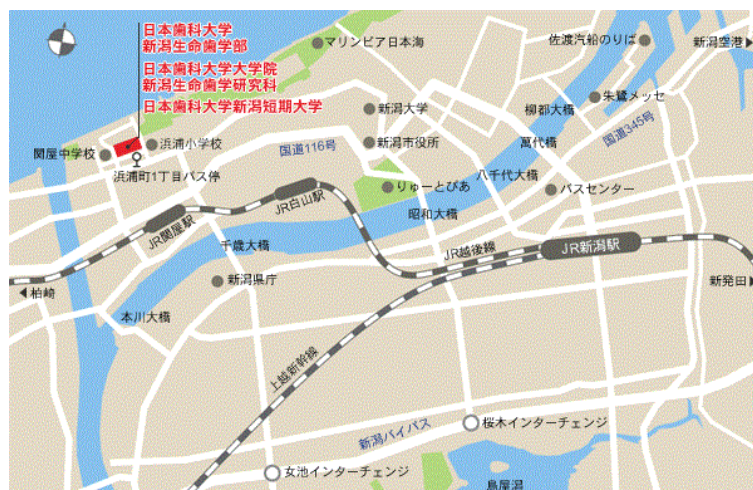 日本歯科大学
新潟生命歯学部
日本歯科大学大学院
新潟生命歯学研究科
日本歯科大学新潟短期大学
マリンピア日本海
佐渡汽船のりば
新潟空港
朱鷺メッセ
柳都大橋
国道345号
新潟大学
萬代橋
関屋中学校
浜浦小学校
国道116号
新潟市役所
浜浦町1丁目バス停
八千代大橋
りゅーとぴあ
バスセンター
JR白山駅
昭和大橋
JR関屋駅
千歳大橋
JR越後線
JR新潟駅
新潟県庁
新発田
柏崎
本川大橋
上越新幹線
新潟バイパス
桜木インターチェンジ
女池インターチェンジ
鳥屋潟